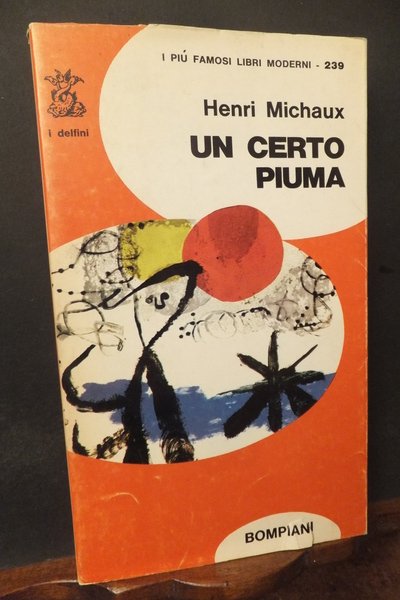 I PIÚ FAMOSI LIBRI MODERNI - 239
i delfini
Henri Michaux
UN CERTO
PIUMA
BOMPIANI